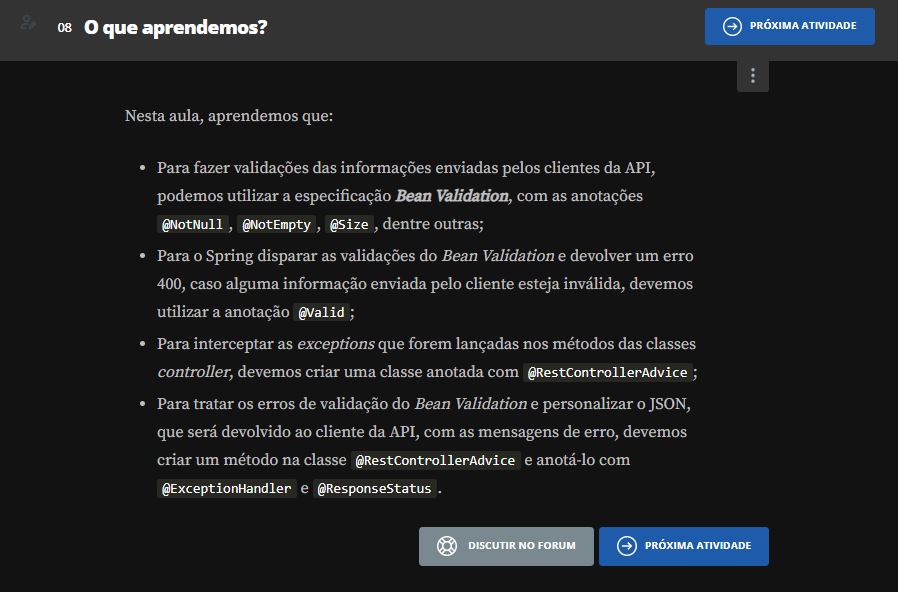 08 O que aprendemos?
PRÓXIMA ATIVIDADE
Nesta aula, aprendemos que:
• Para fazer validações das informações enviadas pelos clientes da API,
podemos utilizar a especificação Bean Validation, com as anotações
@NotNull , @NotEmpty , @Size , dentre outras;
• Para o Spring disparar as validações do Bean Validation e devolver um erro
400, caso alguma informação enviada pelo cliente esteja inválida, devemos
utilizar a anotação @Valid ;
• Para interceptar as exceptions que forem lançadas nos métodos das classes
controller, devemos criar uma classe anotada com @RestControllerAdvice ;
• Para tratar os erros de validação do Bean Validation e personalizar o JSON,
que será devolvido ao cliente da API, com as mensagens de erro, devemos
criar um método na classe @RestControllerAdvice e anotá-lo com
@ExceptionHandler e @ResponseStatus .
DISCUTIR NO FORUM
PRÓXIMA ATIVIDADE